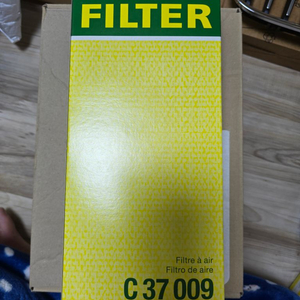 FILTER
Filtre à air
Filtro de aire
C 37 009